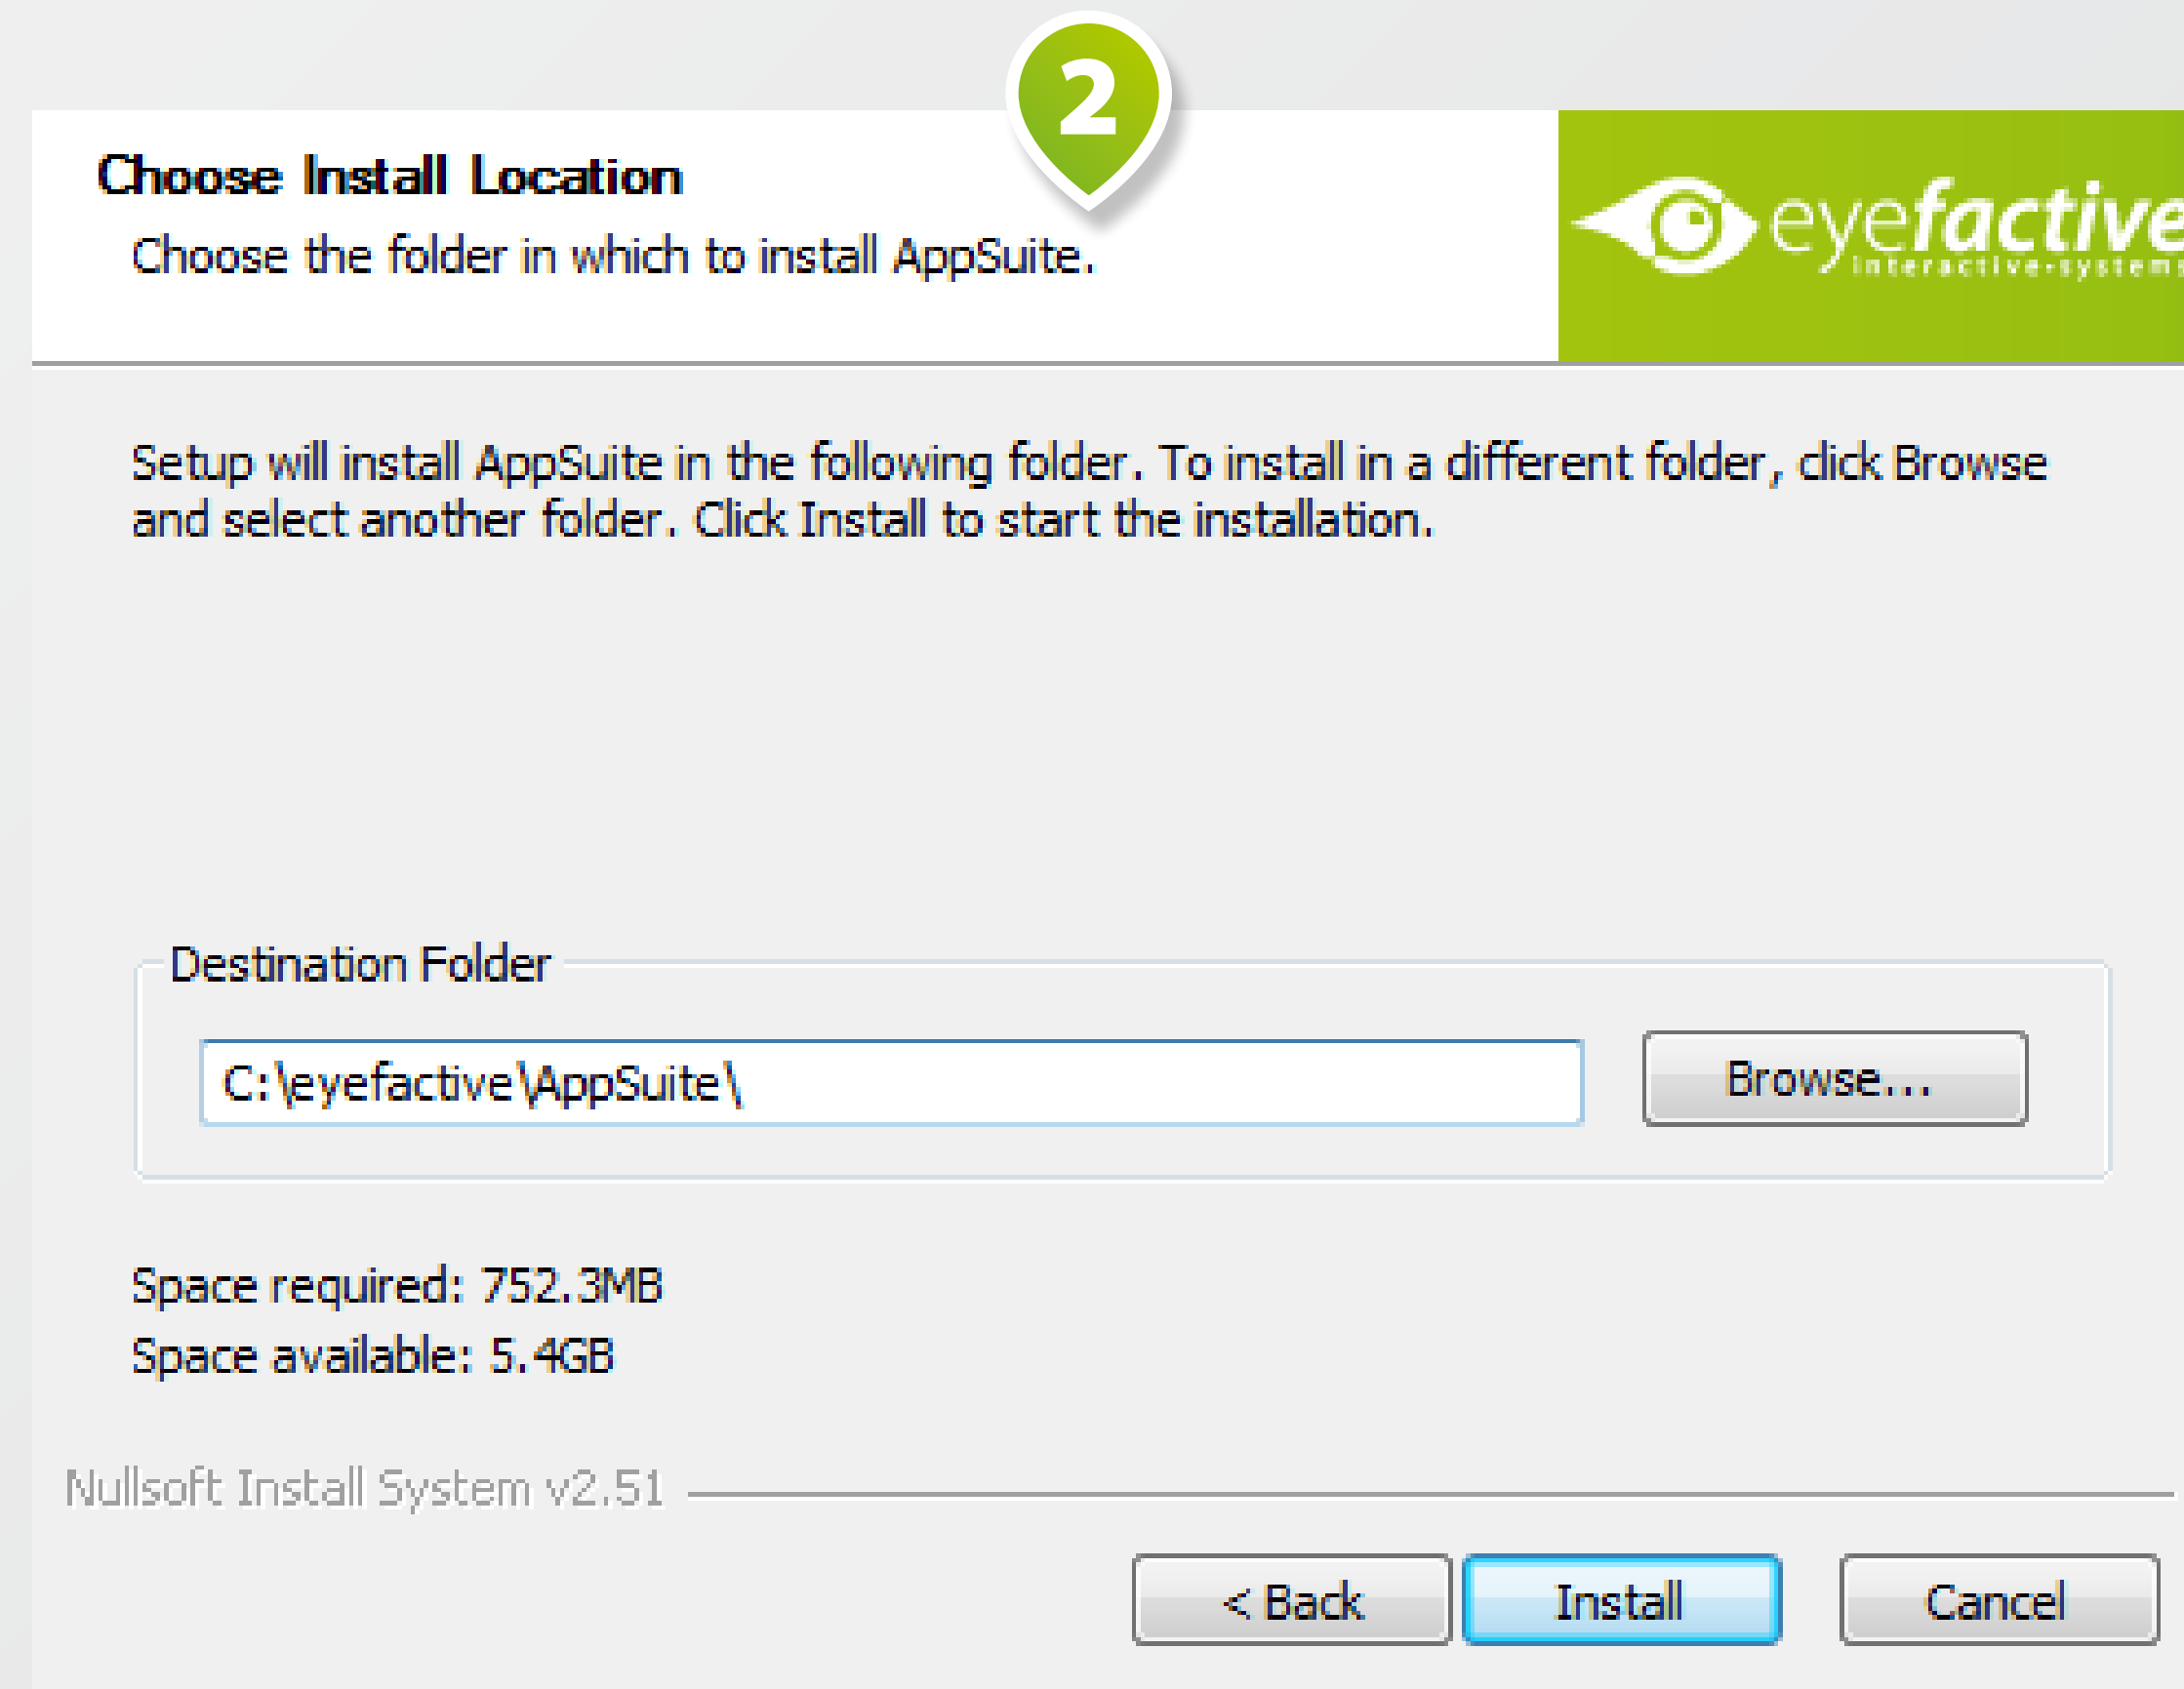 2
Choose Install Location
Choose the folder in which to install AppSuite.
eyefactive
interactive-systems
Setup will install AppSuite in the following folder. To install in a different folder, click Browse
and select another folder. Click Install to start the installation.
Destination Folder
C:\eyefactive\AppSuite\
Browse...
Space required: 752.3MB
Space available: 5.4GB
Nullsoft Install System v2.51
< Back
Install
Cancel